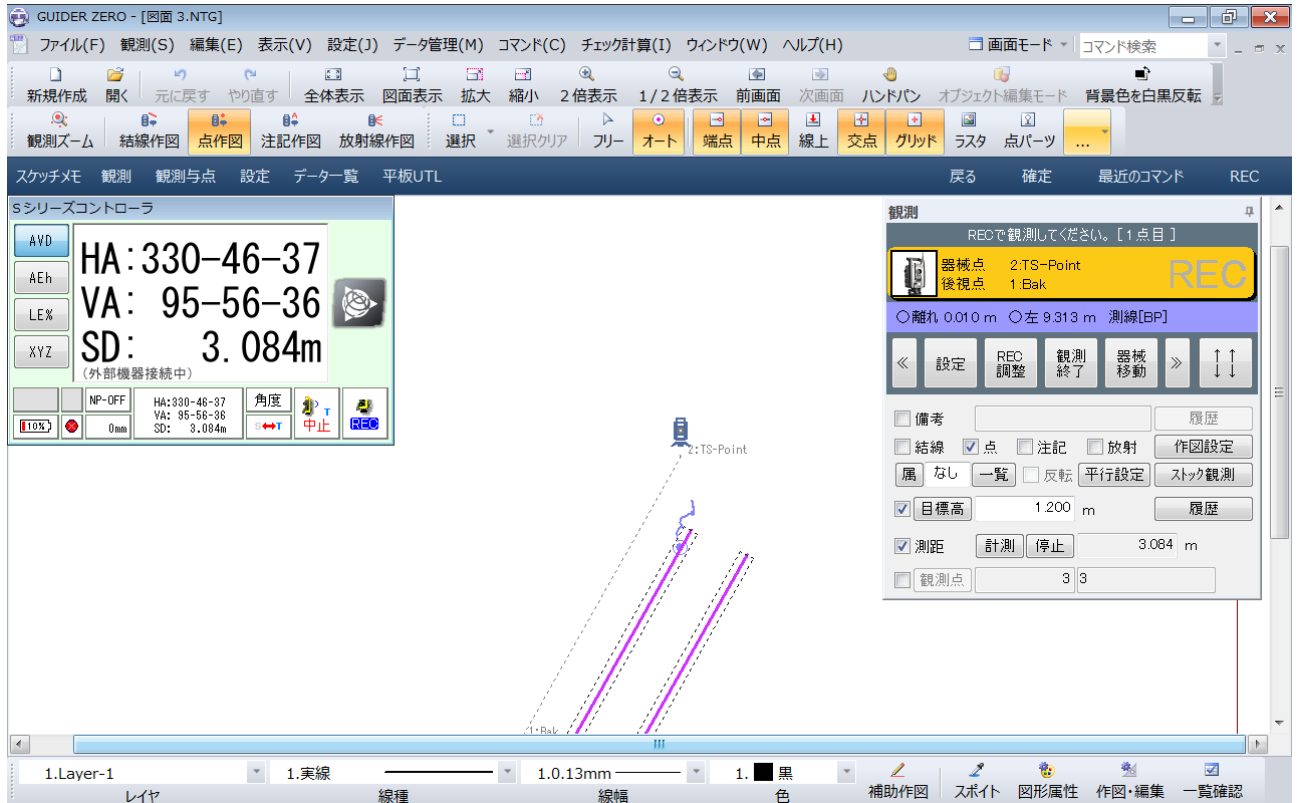 GUIDER ZERO - [図面 3.NTG]
ファイル(F) 観測(S) 編集(E) 表示(V) 設定(J) データ管理(M) コマンド(C) チェック計算(I) ウィンドウ(W) ヘルプ(H) 画面モード コマンド検索
新規作成 開く 元に戻す やり直す 全体表示 図面表示 拡大 縮小 2倍表示 1/2倍表示 前画面 次画面 ハンドパン オブジェクト編集モード 背景色を白黒反転
観測ズーム 結線作図 点作図 注記作図 放射線作図 選択 選択クリア フリー オート 端点 中点 線上 交点 グリッド ラスタ 点パーツ ...
スケッチメモ 観測 観測与点 設定 データ一覧 平板UTL 戻る 確定 最近のコマンド REC
Sシリーズコントローラ
AVD
AEh
LE%
XYZ
HA:330-46-37
VA: 95-56-36
SD: 3.084m
(外部機器接続中)
NP-OFF
10%
0mm
HA:330-46-37
VA: 95-56-36
SD: 3.084m
角度
S⇔T
T
中止
REC
観測
RECで観測してください。[1点目]
器械点 2:TS-Point
後視点 1:Bak
REC
○離れ 0.010 m ○左 9.313 m 測線[BP]
≪ 設定 REC調整 観測終了 器械移動 ≫ ↑↑↓↓
備考 履歴
結線 点 注記 放射 作図設定
属 なし 一覧 反転 平行設定 ストック観測
目標高 1.200 m 履歴
測距 計測 停止 3.084 m
観測点 3 3
2:TS-Point
1:Bak
1.Layer-1 1.実線 1.0.13mm 1. 黒
レイヤ 線種 線幅 色
補助作図 スポイト 図形属性 作図・編集 一覧確認